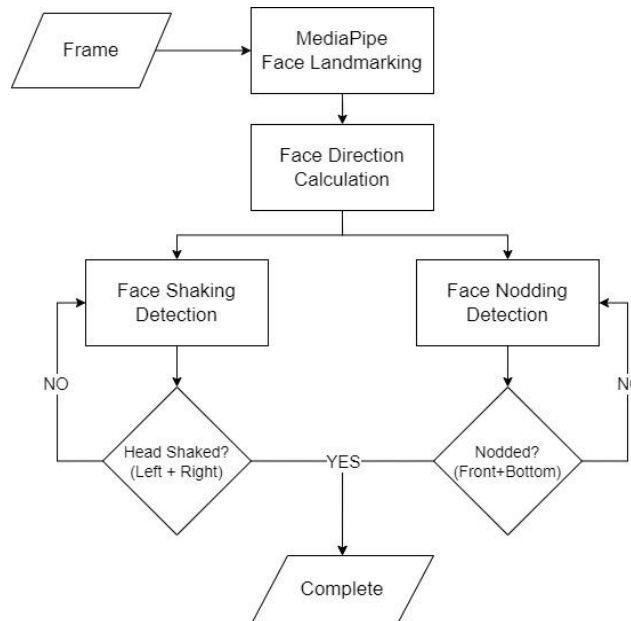 Frame
MediaPipe
Face Landmarking
Face Direction
Calculation
Face Shaking
Detection
Face Nodding
Detection
NO
NO
Head Shaked?
(Left + Right)
YES
Nodded?
(Front+Bottom)
Complete